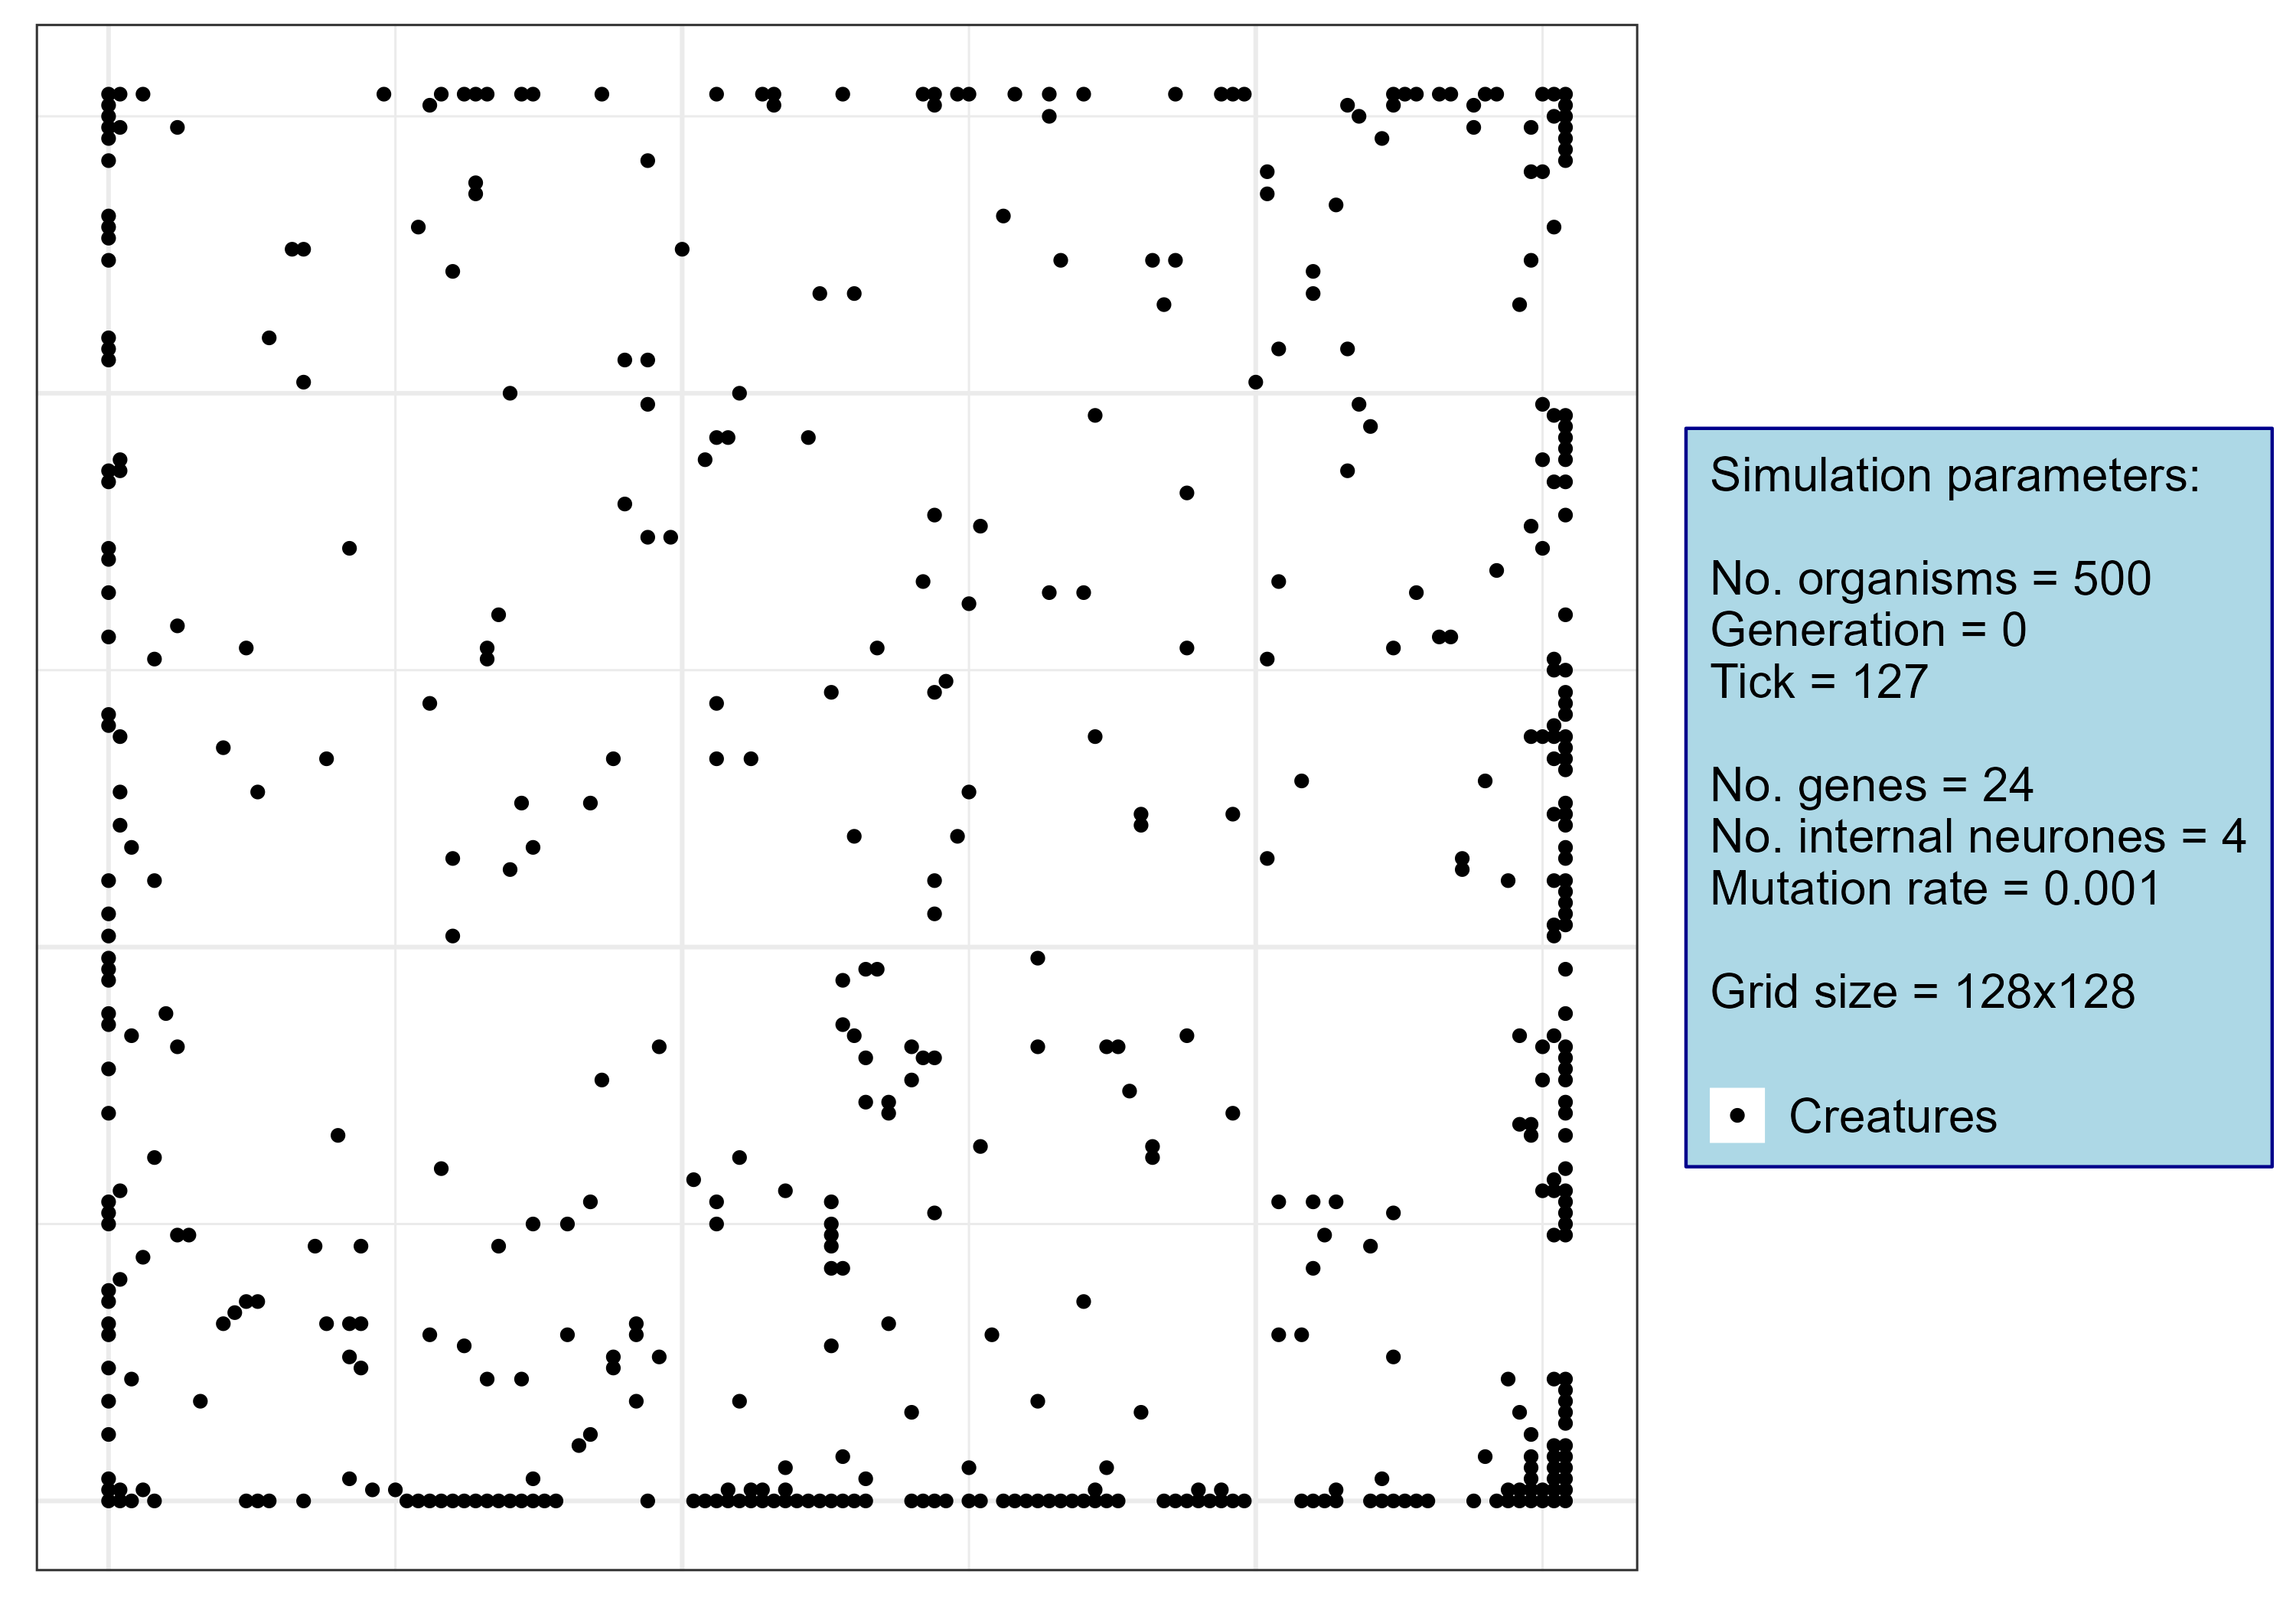 Simulation parameters:
No. organisms = 500
Generation = 0
Tick = 127
No. genes = 24
No. internal neurones = 4
Mutation rate = 0.001
Grid size = 128x128
Creatures